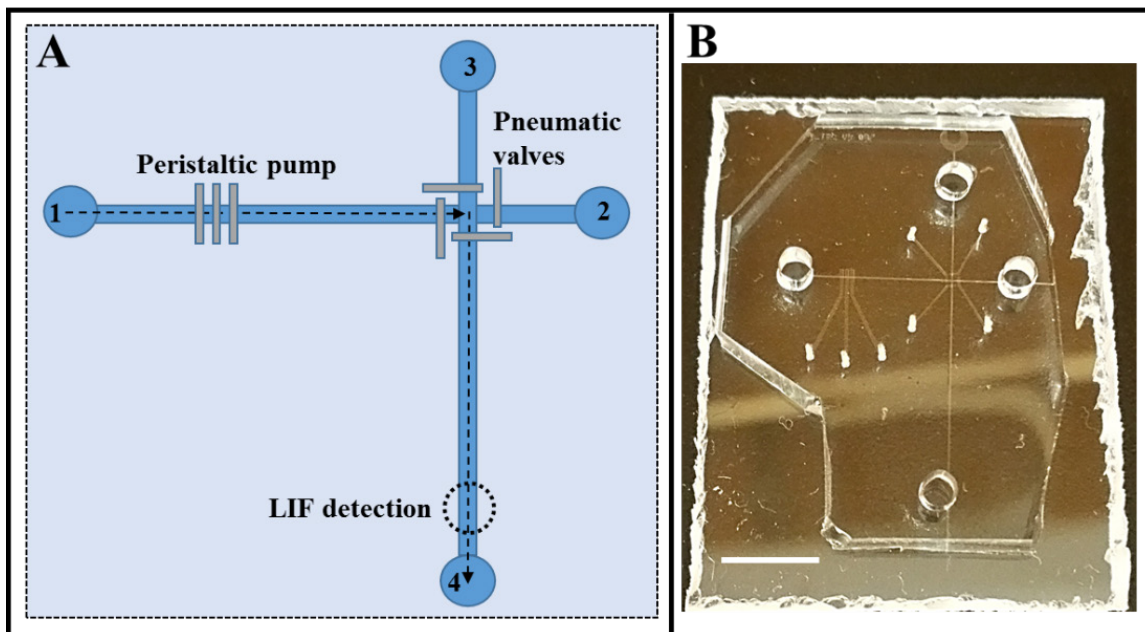 A
3
Pneumatic
valves
Peristaltic pump
1
2
LIF detection
4
B